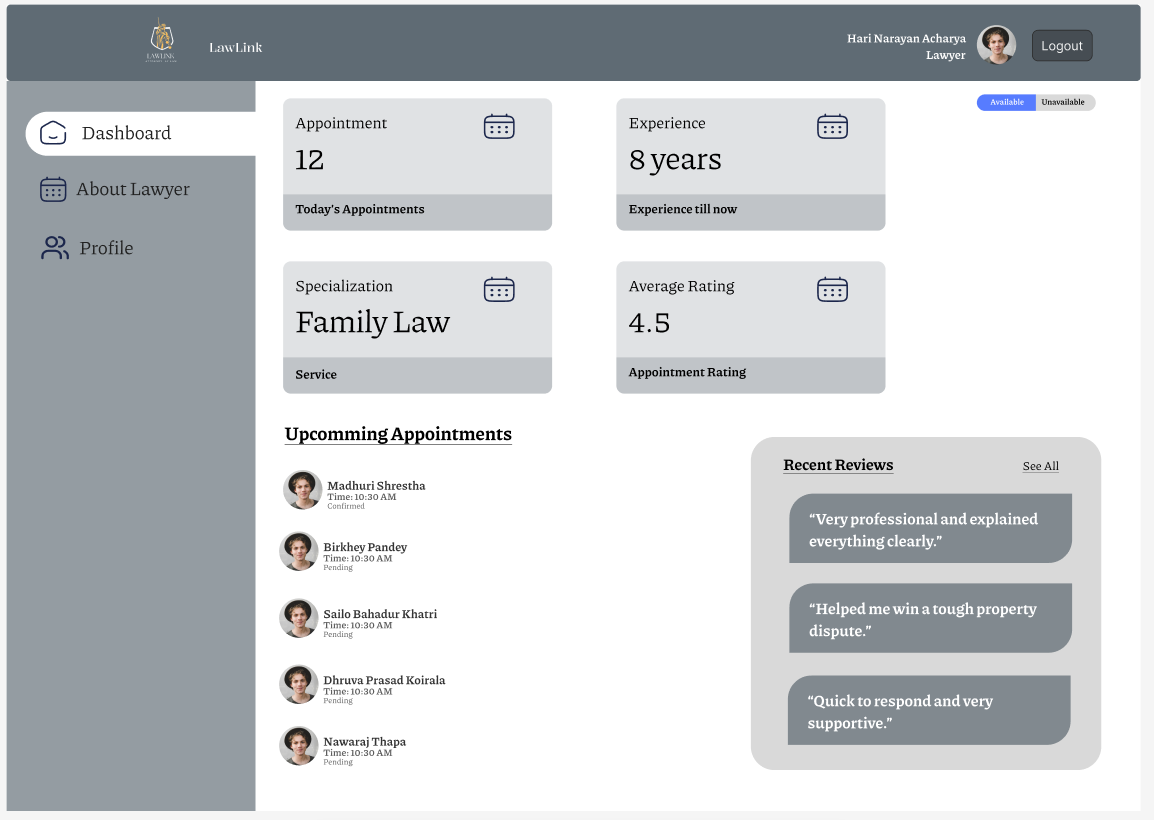 LAWLINK
LawLink
Hari Narayan Acharya
Lawyer
Logout
Dashboard
About Lawyer
Profile
Available
Unavailable
Appointment
12
Today's Appointments
Experience
8 years
Experience till now
Specialization
Family Law
Service
Average Rating
4.5
Appointment Rating
Upcomming Appointments
Madhuri Shrestha
Time: 10:30 AM
Confirmed
Birkhey Pandey
Time: 10:30 AM
Pending
Sailo Bahadur Khatri
Time: 10:30 AM
Pending
Dhruva Prasad Koirala
Time: 10:30 AM
Pending
Nawaraj Thapa
Time: 10:30 AM
Pending
Recent Reviews
See All
“Very professional and explained
everything clearly.”
“Helped me win a tough property
dispute.”
“Quick to respond and very
supportive.”